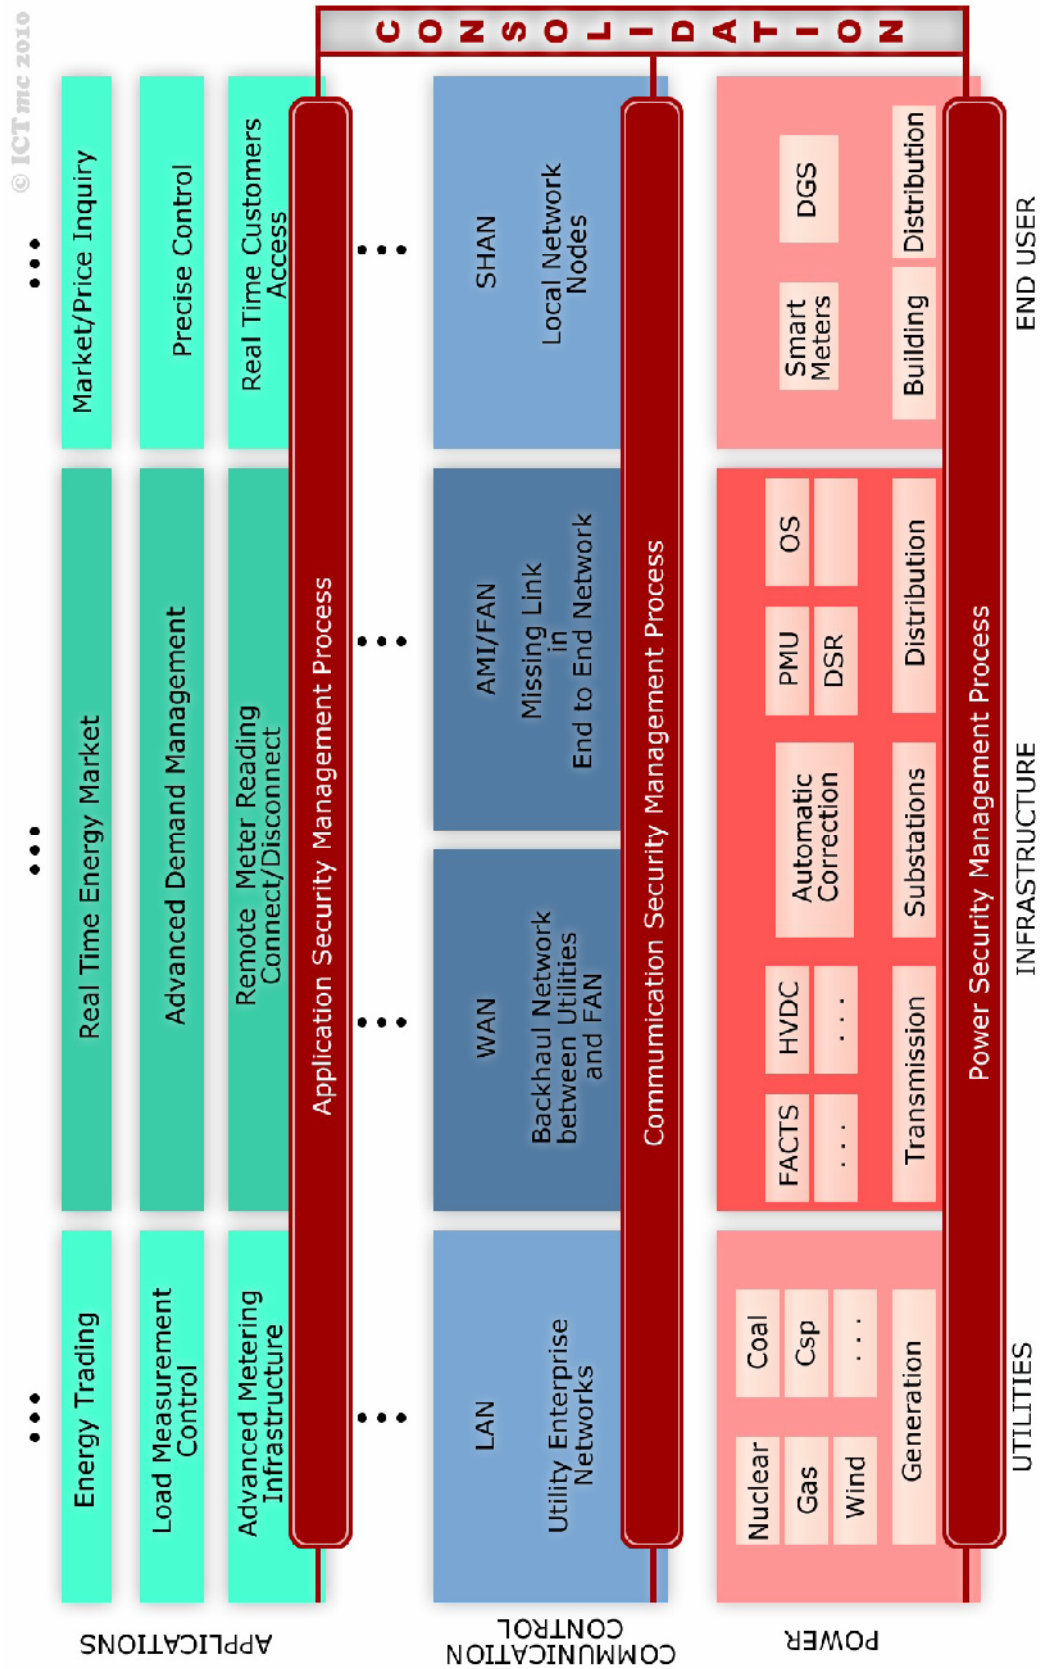 © ICTmc 2010
...
...
...
Energy Trading
Real Time Energy Market
Market/Price Inquiry
Load Measurement
Control
Advanced Demand Management
Precise Control
Advanced Metering
Infrastructure
Remote Meter Reading
Connect/Disconnect
Real Time Customers
Access
APPLICATIONS
Application Security Management Process
...
...
...
...
LAN
Utility Enterprise
Networks
WAN
Backhaul Network
between Utilities
and FAN
AMI/FAN
Missing Link
in
End to End Network
SHAN
Local Network
Nodes
COMMUNICATION
CONTROL
Communication Security Management Process
Nuclear
Coal
Gas
Csp
Wind
...
Generation
FACTS
HVDC
...
...
Transmission
Automatic
Correction
Substations
PMU
OS
DSR
Distribution
Smart
Meters
DGS
Building
Distribution
POWER
Power Security Management Process
UTILITIES
INFRASTRUCTURE
END USER
CONSOLIDATION